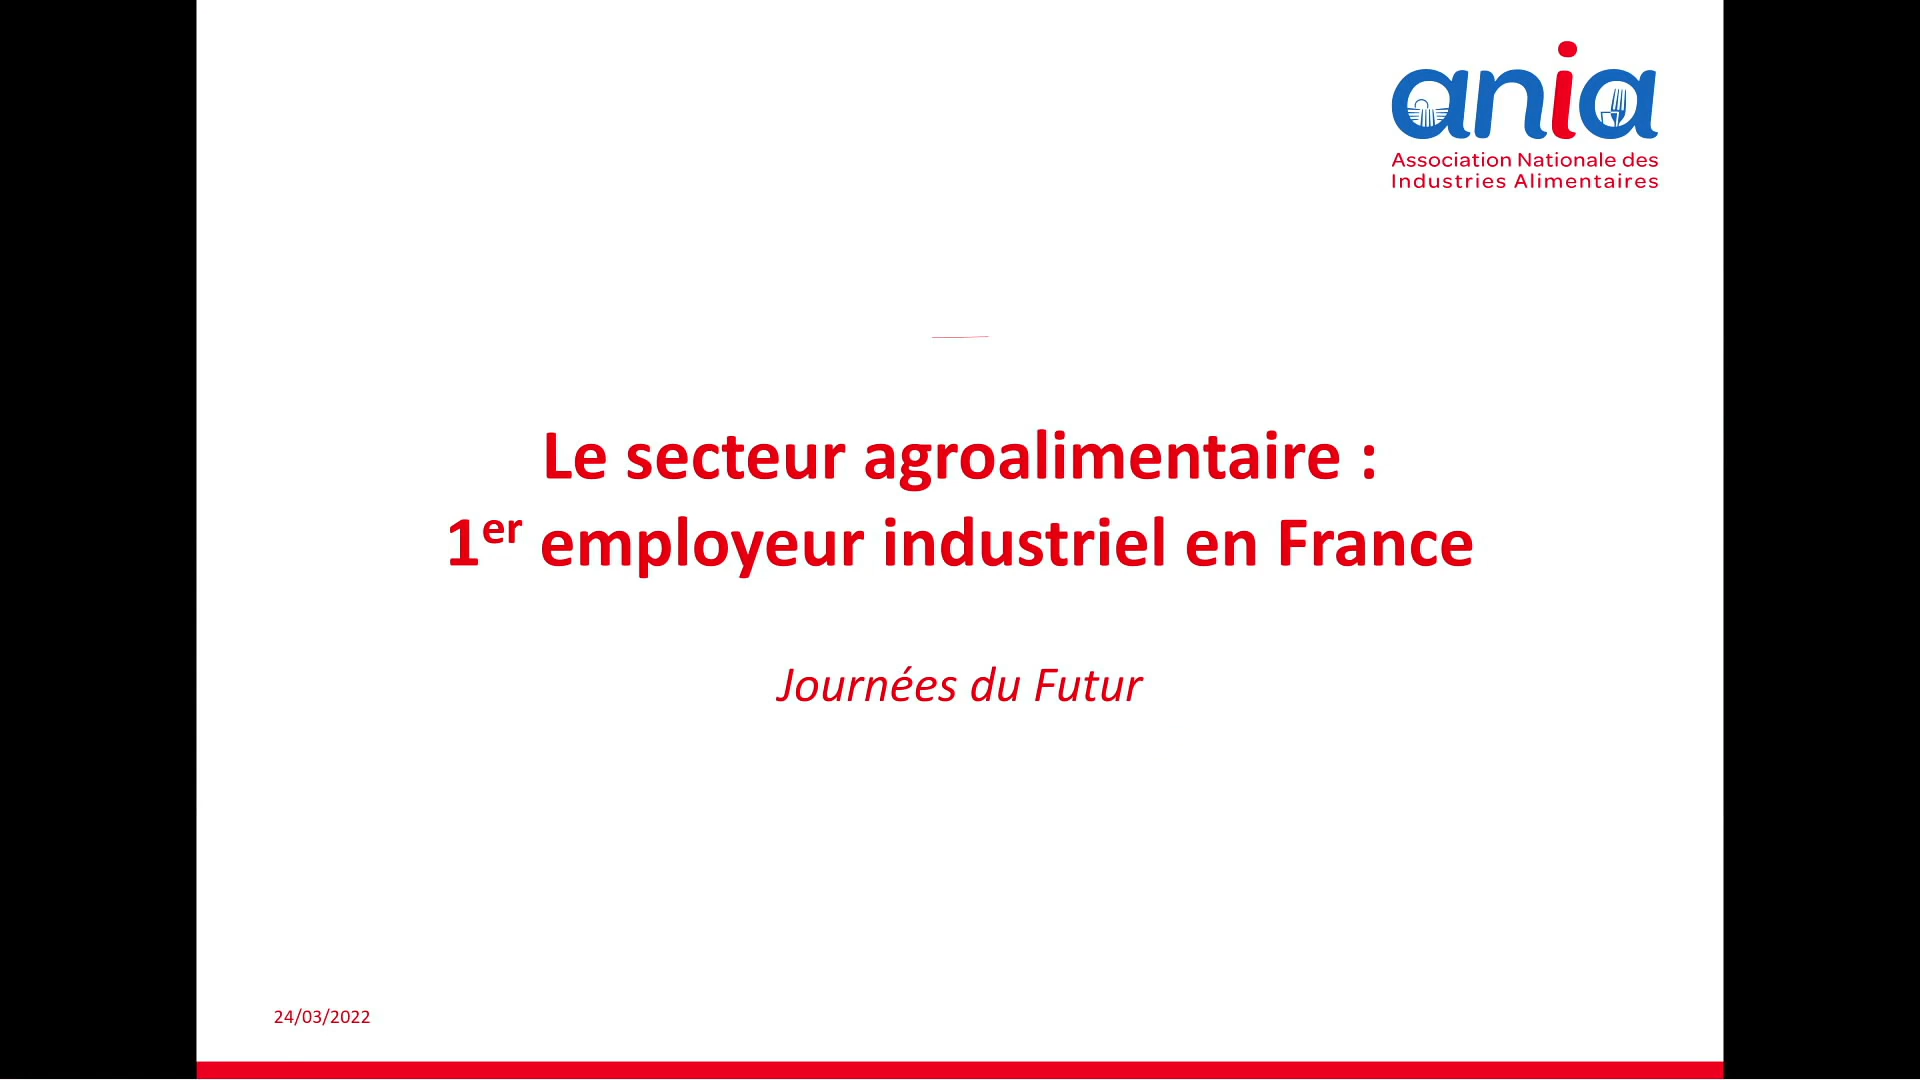 ania
Association Nationale des
Industries Alimentaires
Le secteur agroalimentaire :
1er employeur industriel en France
Journées du Futur
24/03/2022